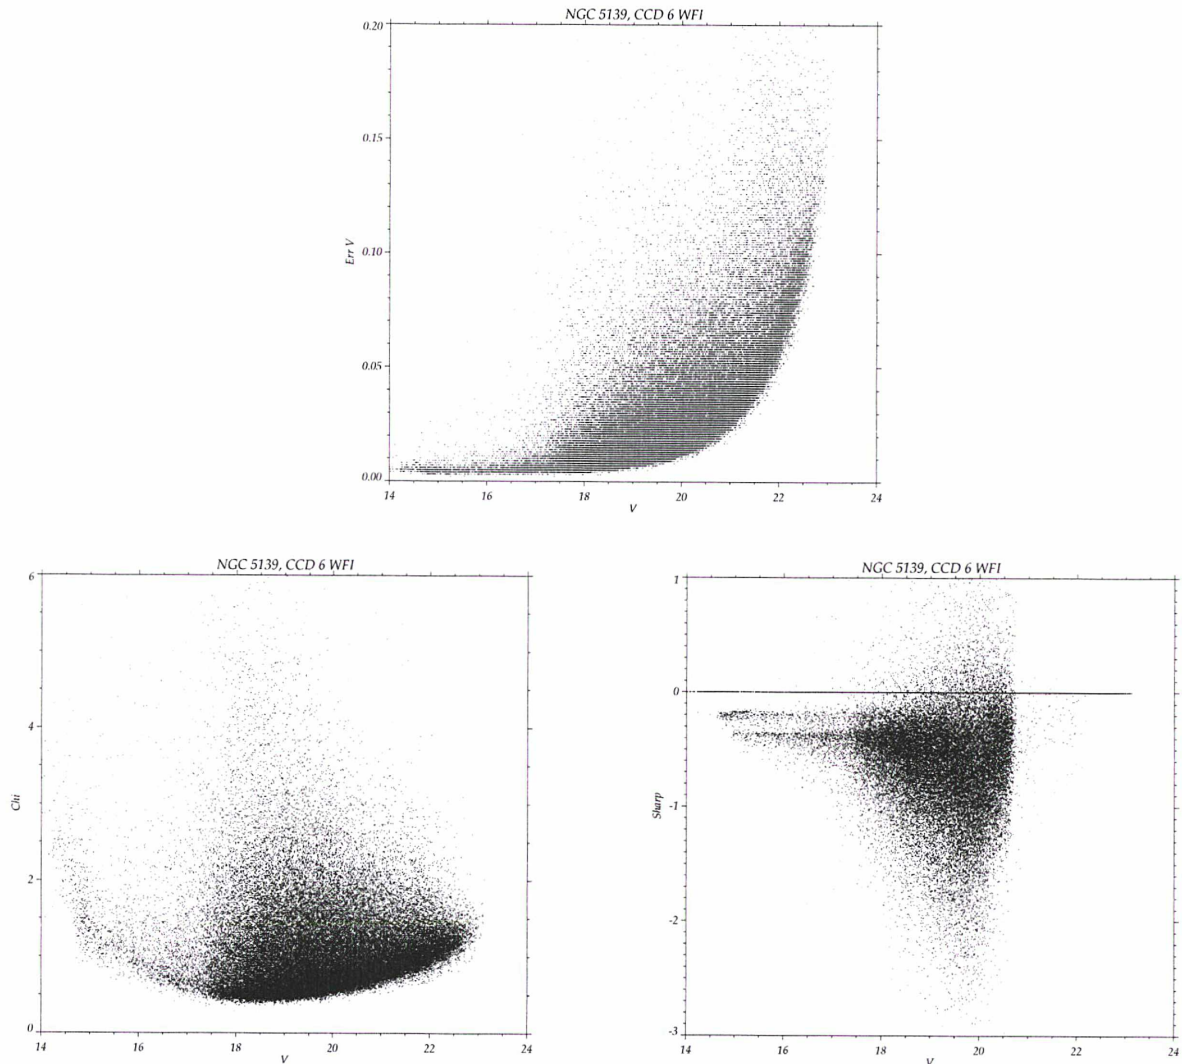 NGC 5139, CCD 6 WFI
0.20
0.15
0.10
0.05
0.00
Err V
14 16 18 20 22 24
V
NGC 5139, CCD 6 WFI
6
4
2
0
Chi
14 16 18 20 22 24
V
NGC 5139, CCD 6 WFI
1
0
-1
-2
-3
Sharp
14 16 18 20 22 24
V